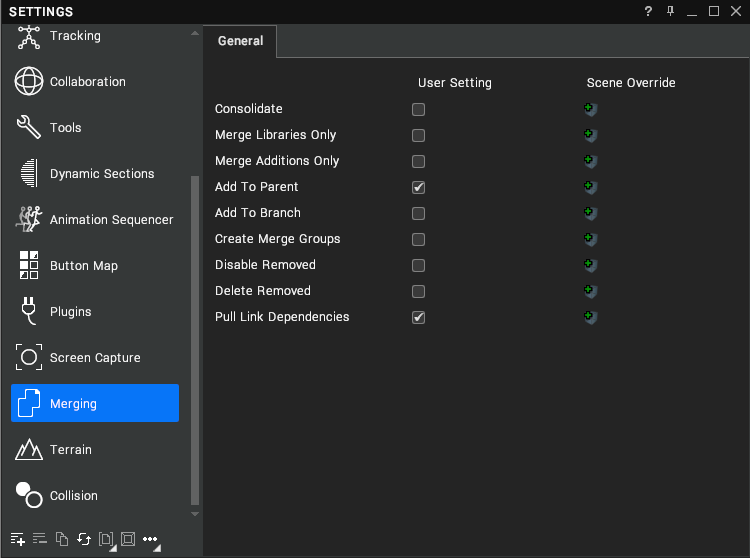 SETTINGS
Tracking
Collaboration
Tools
Dynamic Sections
Animation Sequencer
Button Map
Plugins
Screen Capture
Merging
Terrain
Collision
General
User Setting Scene Override
Consolidate
Merge Libraries Only
Merge Additions Only
Add To Parent
Add To Branch
Create Merge Groups
Disable Removed
Delete Removed
Pull Link Dependencies